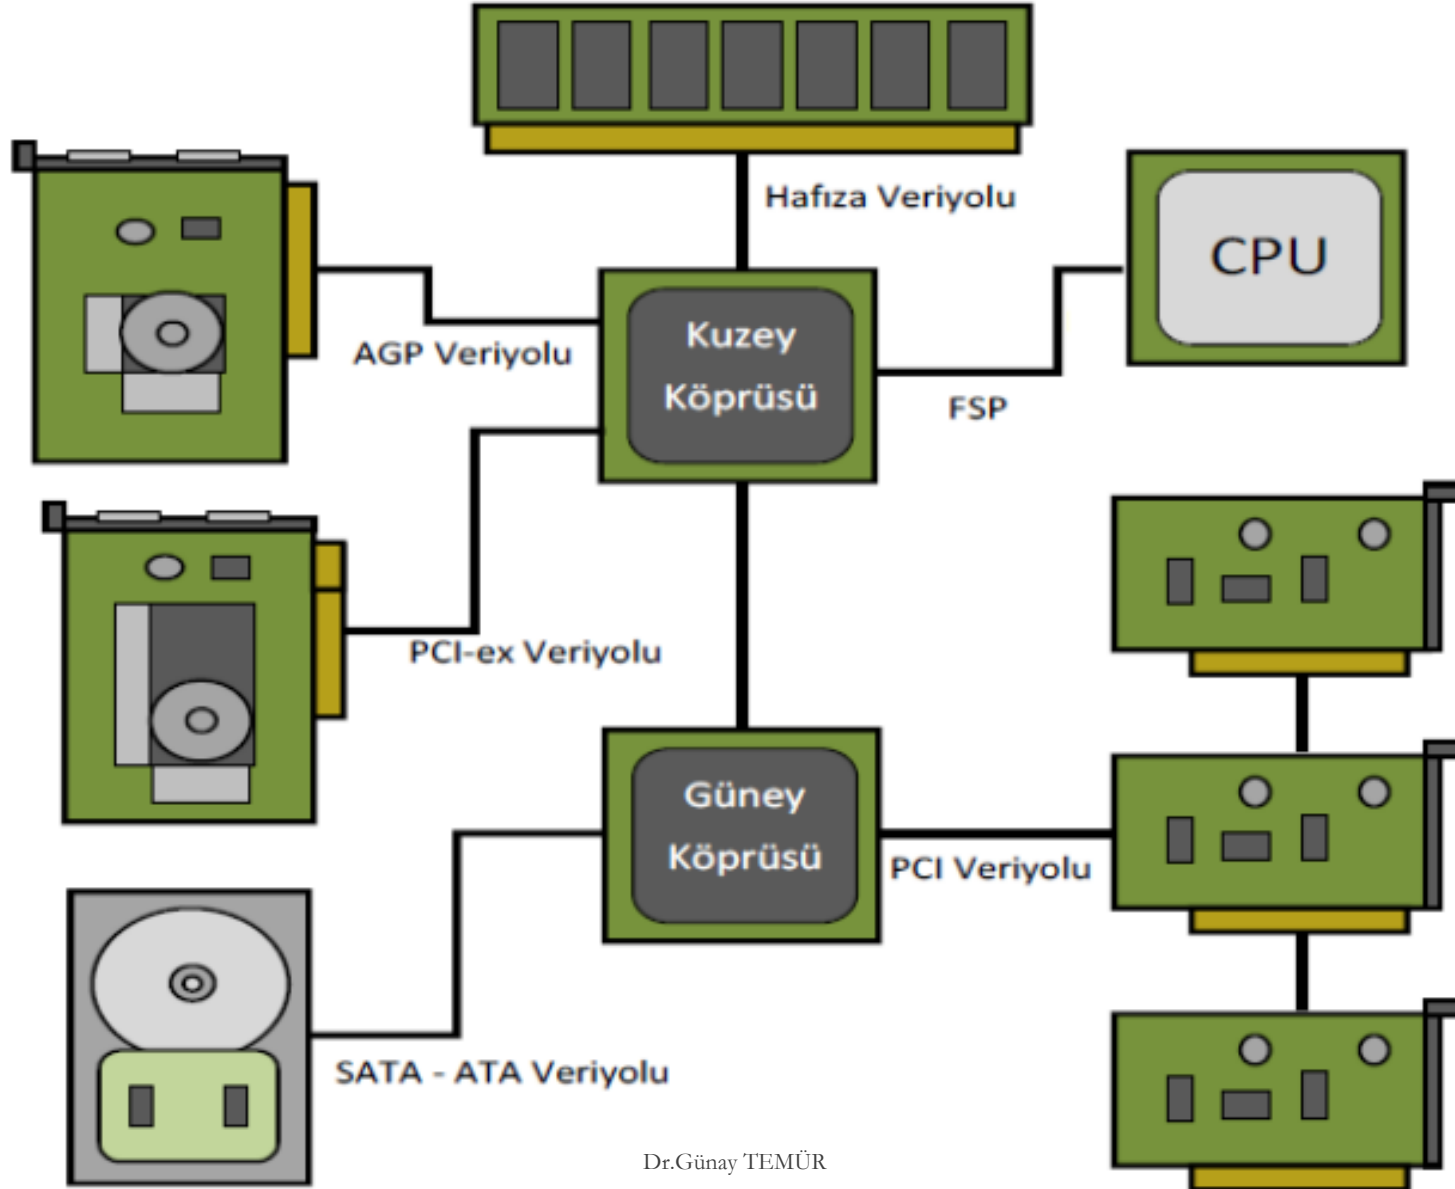 Hafıza Veriyolu
CPU
Kuzey
Köprüsü
AGP Veriyolu
FSP
PCI-ex Veriyolu
Güney
Köprüsü
PCI Veriyolu
SATA - ATA Veriyolu
Dr.Günay TEMÜR